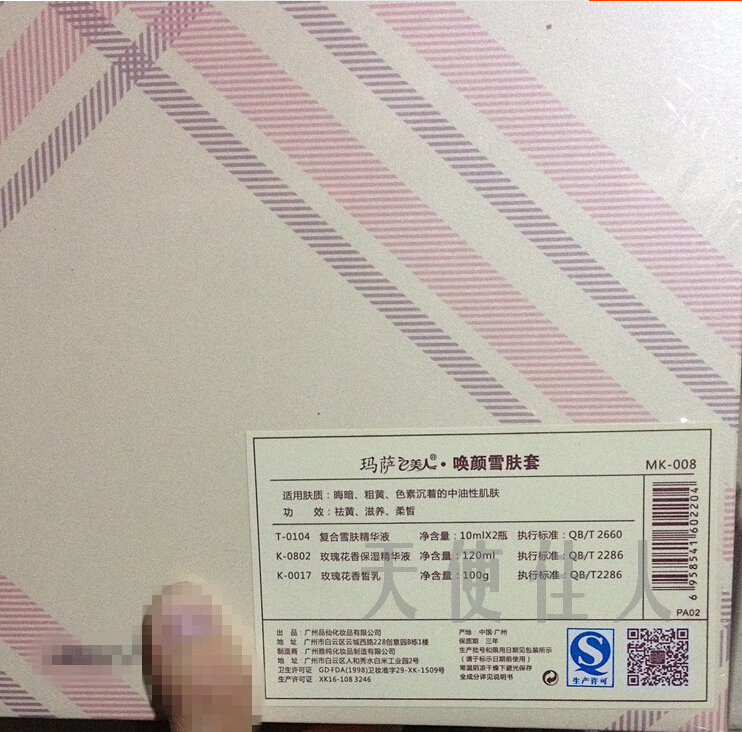 玛萨美人®·唤颜雪肤套
MK-008
适用肤质：晦暗、粗黄、色素沉着的中油性肌肤
功 效：祛黄、滋养、柔皙
T-0104 复合雪肤精华液 净含量：10mlX2瓶 执行标准：QB/T 2660
K-0802 玫瑰花香保湿精华液 净含量：120ml 执行标准：QB/T 2286
K-0017 玫瑰花香皙乳 净含量：100g 执行标准：QB/T2286
6 958541 602204
PA02
天使佳人
出 品：广州品仙化妆品有限公司
地 址：广州市白云区云城西路228创意园B栋1楼
制造商：广州雅纯化妆品制造有限公司
地 址：广州市白云区人和秀水白米工业园2号
卫生许可证 GD·FDA(1998)卫妆准字29-XK-1509号
生产许可证 XK16-108 3246
产地 中国·广州
保质期 三年
生产批号和限用日期见包装所示
（请于标示日期前使用）
常温阴凉干燥下避光保存
全成分详见说明书
生产许可